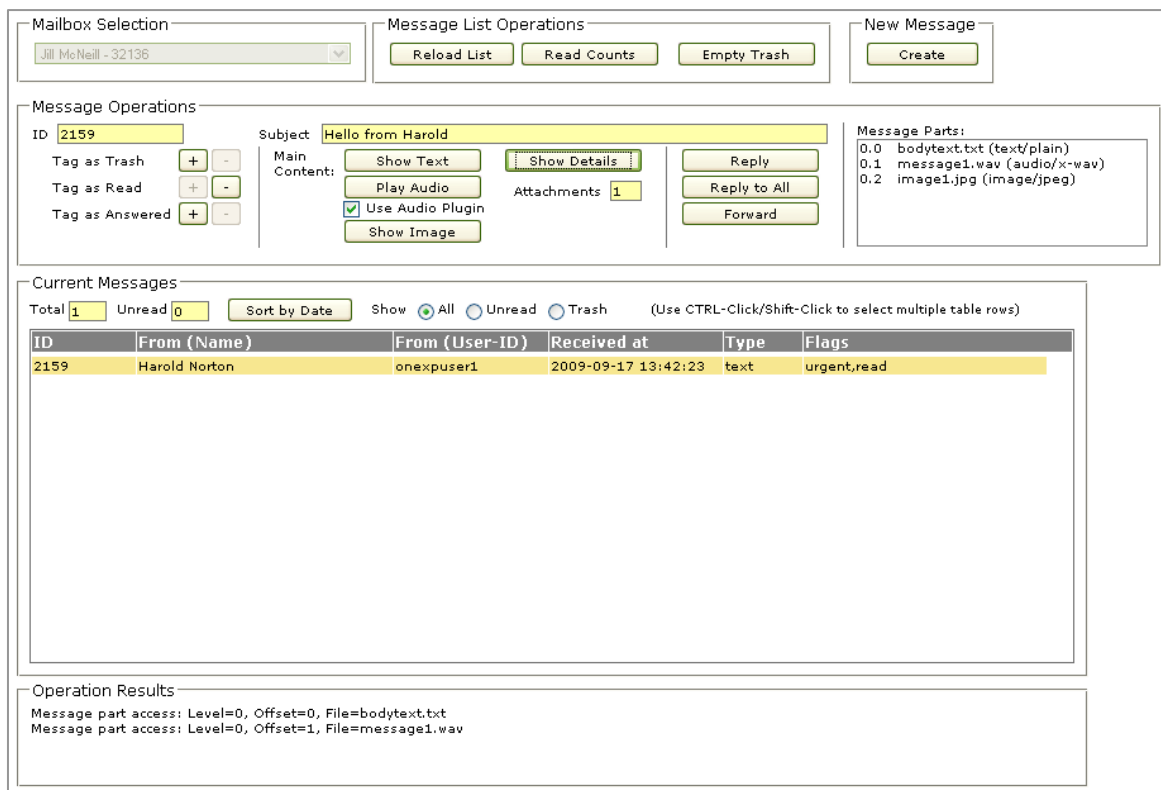 Mailbox Selection
Jill McNeill - 32136
Message List Operations
Reload List
Read Counts
Empty Trash
New Message
Create
Message Operations
ID 2159
Subject Hello from Harold
Tag as Trash + -
Tag as Read + -
Tag as Answered + -
Main
Content:
Show Text
Play Audio
Use Audio Plugin
Show Image
Show Details
Attachments 1
Reply
Reply to All
Forward
Message Parts:
0.0 bodytext.txt (text/plain)
0.1 message1.wav (audio/x-wav)
0.2 image1.jpg (image/jpeg)
Current Messages
Total 1 Unread 0 Sort by Date Show All Unread Trash (Use CTRL-Click/Shift-Click to select multiple table rows)
ID From (Name) From (User-ID) Received at Type Flags
2159 Harold Norton onexpuser1 2009-09-17 13:42:23 text urgent,read
Operation Results
Message part access: Level=0, Offset=0, File=bodytext.txt
Message part access: Level=0, Offset=1, File=message1.wav